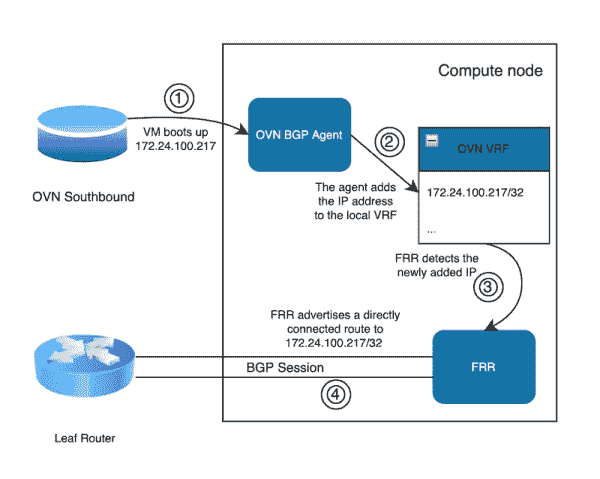 Compute node
①
VM boots up
172.24.100.217
OVN Southbound
OVN BGP Agent
②
OVN VRF
172.24.100.217/32
...
The agent adds
the IP address
to the local VRF
FRR detects the
newly added IP
③
FRR advertises a directly
connected route to
172.24.100.217/32
BGP Session
④
FRR
Leaf Router